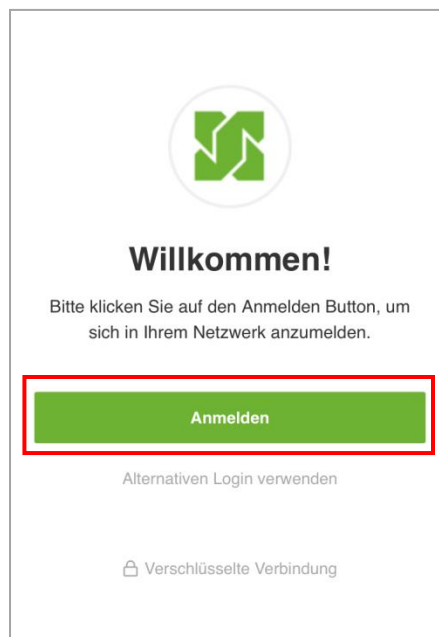 Willkommen!
Bitte klicken Sie auf den Anmelden Button, um
sich in Ihrem Netzwerk anzumelden.
Anmelden
Alternativen Login verwenden
Verschlüsselte Verbindung